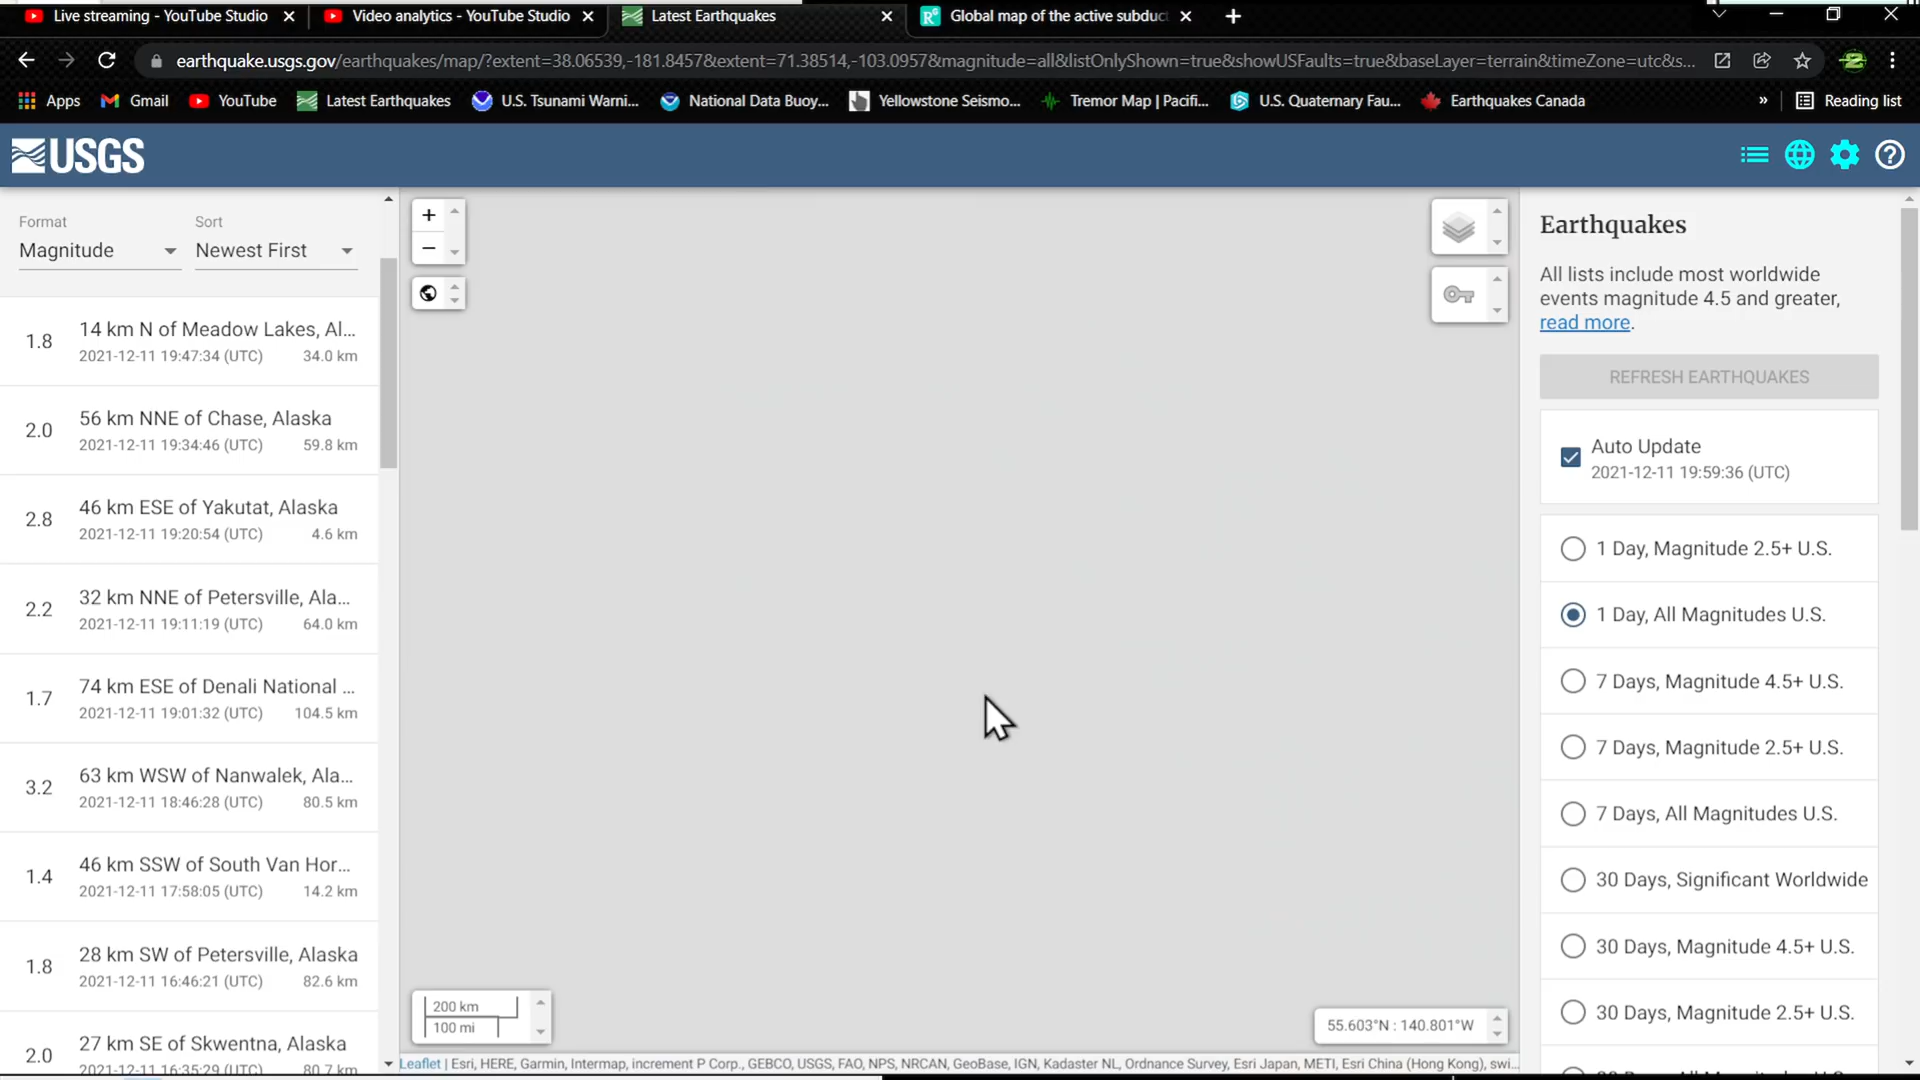 Live streaming - YouTube Studio
Video analytics - YouTube Studio
Latest Earthquakes
Global map of the active subduct
earthquake.usgs.gov/earthquakes/map/?extent=38.06539,-181.8457&extent=71.38514,-103.0957&magnitude=all&listOnlyShown=true&showUSFaults=true&baseLayer=terrain&timeZone=utc&s...
Apps
Gmail
YouTube
Latest Earthquakes
U.S. Tsunami Warni...
National Data Buoy...
Yellowstone Seismo...
Tremor Map | Pacifi...
U.S. Quaternary Fau...
Earthquakes Canada
»
Reading list
USGS
Format
Magnitude
Sort
Newest First
1.8
14 km N of Meadow Lakes, Al...
2021-12-11 19:47:34 (UTC) 34.0 km
2.0
56 km NNE of Chase, Alaska
2021-12-11 19:34:46 (UTC) 59.8 km
2.8
46 km ESE of Yakutat, Alaska
2021-12-11 19:20:54 (UTC) 4.6 km
2.2
32 km NNE of Petersville, Ala...
2021-12-11 19:11:19 (UTC) 64.0 km
1.7
74 km ESE of Denali National ...
2021-12-11 19:01:32 (UTC) 104.5 km
3.2
63 km WSW of Nanwalek, Ala...
2021-12-11 18:46:28 (UTC) 80.5 km
1.4
46 km SSW of South Van Hor...
2021-12-11 17:58:05 (UTC) 14.2 km
1.8
28 km SW of Petersville, Alaska
2021-12-11 16:46:21 (UTC) 82.6 km
2.0
27 km SE of Skwentna, Alaska
2021-12-11 16:35:29 (UTC) 80.7 km
+
−
200 km
100 mi
55.603°N : 140.801°W
Leaflet | Esri, HERE, Garmin, Intermap, increment P Corp., GEBCO, USGS, FAO, NPS, NRCAN, GeoBase, IGN, Kadaster NL, Ordnance Survey, Esri Japan, METI, Esri China (Hong Kong), swi...
Earthquakes
All lists include most worldwide
events magnitude 4.5 and greater,
read more.
REFRESH EARTHQUAKES
Auto Update
2021-12-11 19:59:36 (UTC)
1 Day, Magnitude 2.5+ U.S.
1 Day, All Magnitudes U.S.
7 Days, Magnitude 4.5+ U.S.
7 Days, Magnitude 2.5+ U.S.
7 Days, All Magnitudes U.S.
30 Days, Significant Worldwide
30 Days, Magnitude 4.5+ U.S.
30 Days, Magnitude 2.5+ U.S.